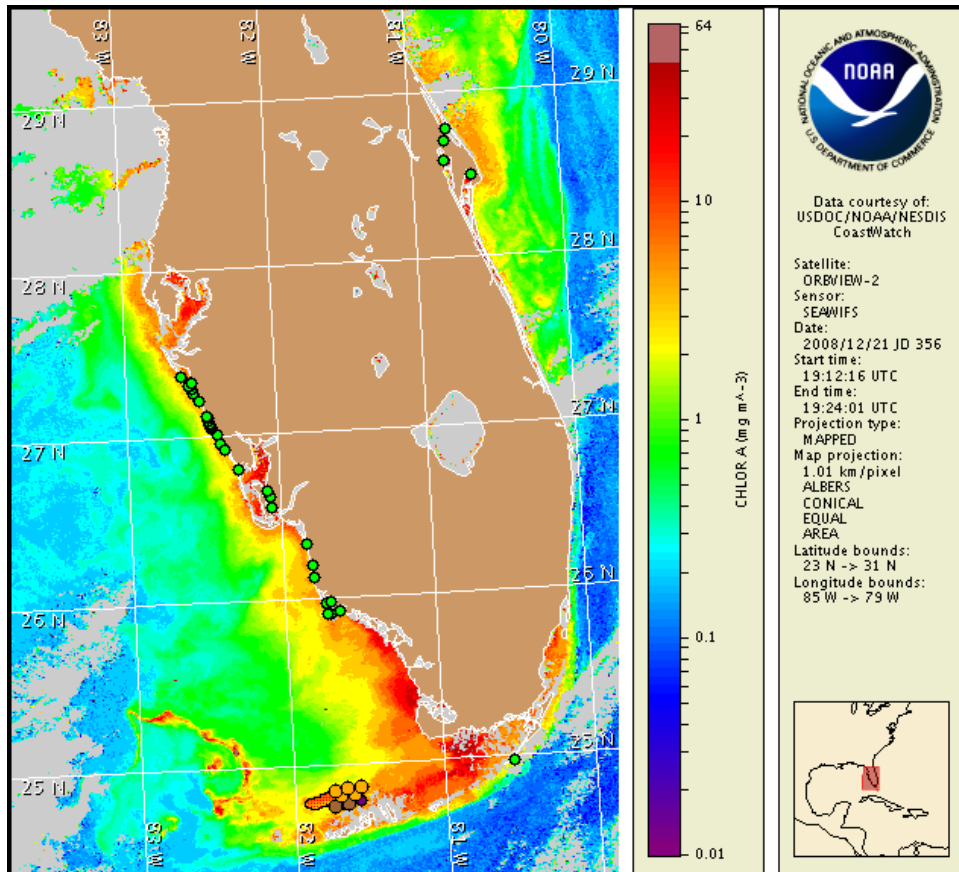 83 W
82 W
81 W
80 W
29 N
29 N
28 N
28 N
27 N
27 N
26 N
26 N
25 N
25 N
83 W
82 W
81 W
64
10
1
0.1
0.01
CHLOR A (mg m^-3)
NATIONAL OCEANIC AND ATMOSPHERIC ADMINISTRATION
NOAA
U.S. DEPARTMENT OF COMMERCE
Data courtesy of:
USDOC/NOAA/NESDIS
CoastWatch
Satellite:
ORBVIEW-2
Sensor:
SEAWIFS
Date:
2008/12/21 JD 356
Start time:
19:12:16 UTC
End time:
19:24:01 UTC
Projection type:
MAPPED
Map projection:
1.01 km/pixel
ALBERS
CONICAL
EQUAL
AREA
Latitude bounds:
23 N -> 31 N
Longitude bounds:
85 W -> 79 W